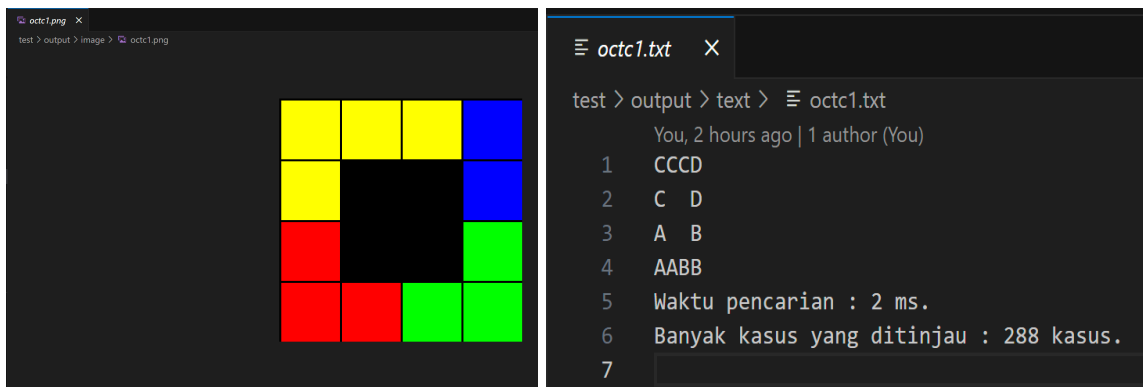 octc1.png ×
test > output > image > octc1.png
octc1.txt ×
test > output > text > octc1.txt
You, 2 hours ago | 1 author (You)
1 CCCD
2 C  D
3 A  B
4 AABB
5 Waktu pencarian : 2 ms.
6 Banyak kasus yang ditinjau : 288 kasus.
7